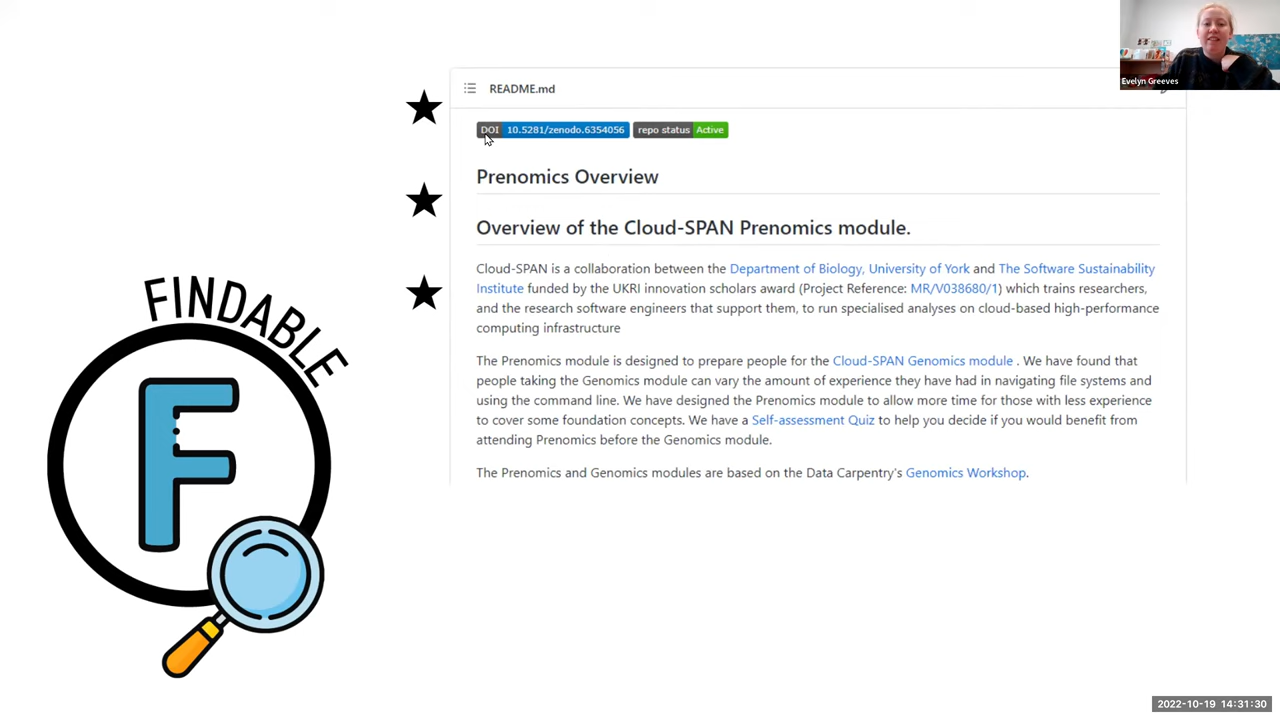 Evelyn Greeves
README.md
DOI 10.5281/zenodo.6354056 repo status Active
Prenomics Overview
Overview of the Cloud-SPAN Prenomics module.
Cloud-SPAN is a collaboration between the Department of Biology, University of York and The Software Sustainability
Institute funded by the UKRI innovation scholars award (Project Reference: MR/V038680/1) which trains researchers,
and the research software engineers that support them, to run specialised analyses on cloud-based high-performance
computing infrastructure
The Prenomics module is designed to prepare people for the Cloud-SPAN Genomics module . We have found that
people taking the Genomics module can vary the amount of experience they have had in navigating file systems and
using the command line. We have designed the Prenomics module to allow more time for those with less experience
to cover some foundation concepts. We have a Self-assessment Quiz to help you decide if you would benefit from
attending Prenomics before the Genomics module.
The Prenomics and Genomics modules are based on the Data Carpentry's Genomics Workshop.
FINDABLE
F
2022-10-19 14:31:30